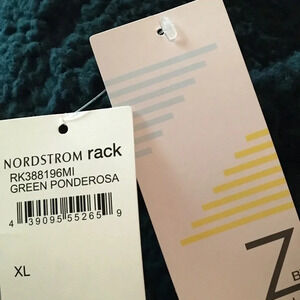 NORDSTROM rack
RK388196MI
GREEN PONDEROSA
4 39095 55265 9
XL
Z
B